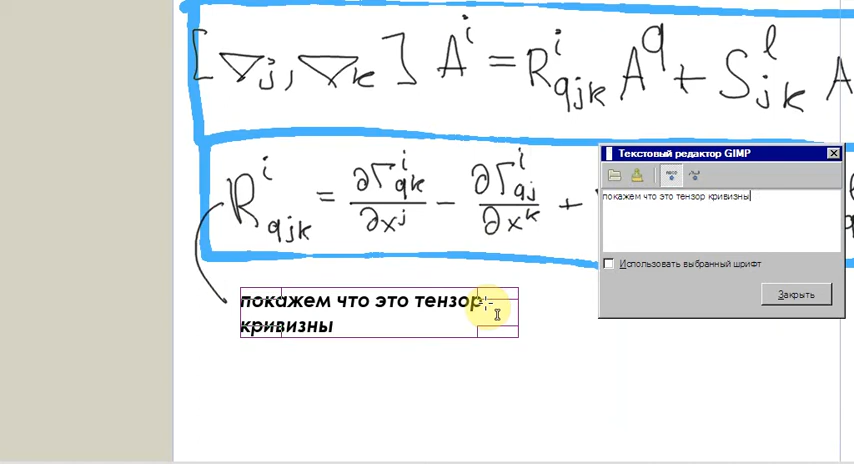 [∇j, ∇k] A^i = R^i_qjk A^q + S^l_jk A
R^i_qjk = ∂Γ^i_qk/∂x^j − ∂Γ^i_qj/∂x^k +
Текстовый редактор GIMP
покажем что это тензор кривизны
Использовать выбранный шрифт
Закрыть
покажем что это тензор
кривизны